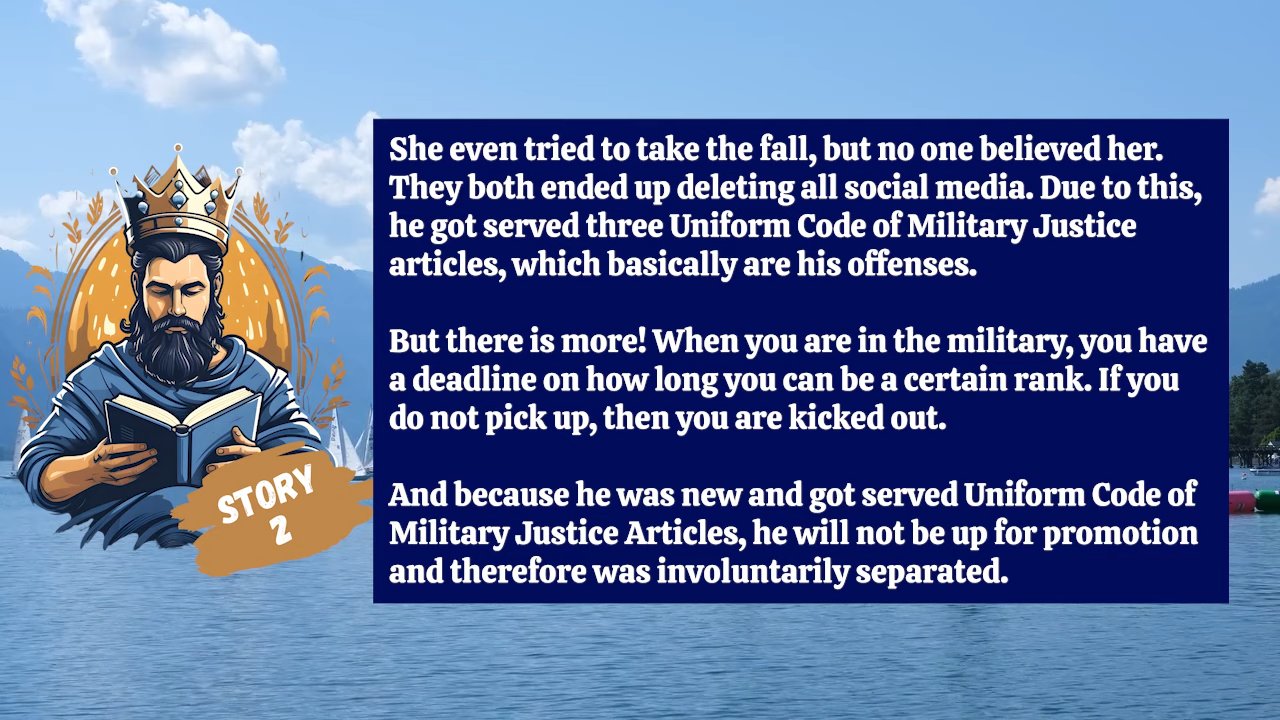 She even tried to take the fall, but no one believed her.
They both ended up deleting all social media. Due to this,
he got served three Uniform Code of Military Justice
articles, which basically are his offenses.
But there is more! When you are in the military, you have
a deadline on how long you can be a certain rank. If you
do not pick up, then you are kicked out.
And because he was new and got served Uniform Code of
Military Justice Articles, he will not be up for promotion
and therefore was involuntarily separated.
STORY
2